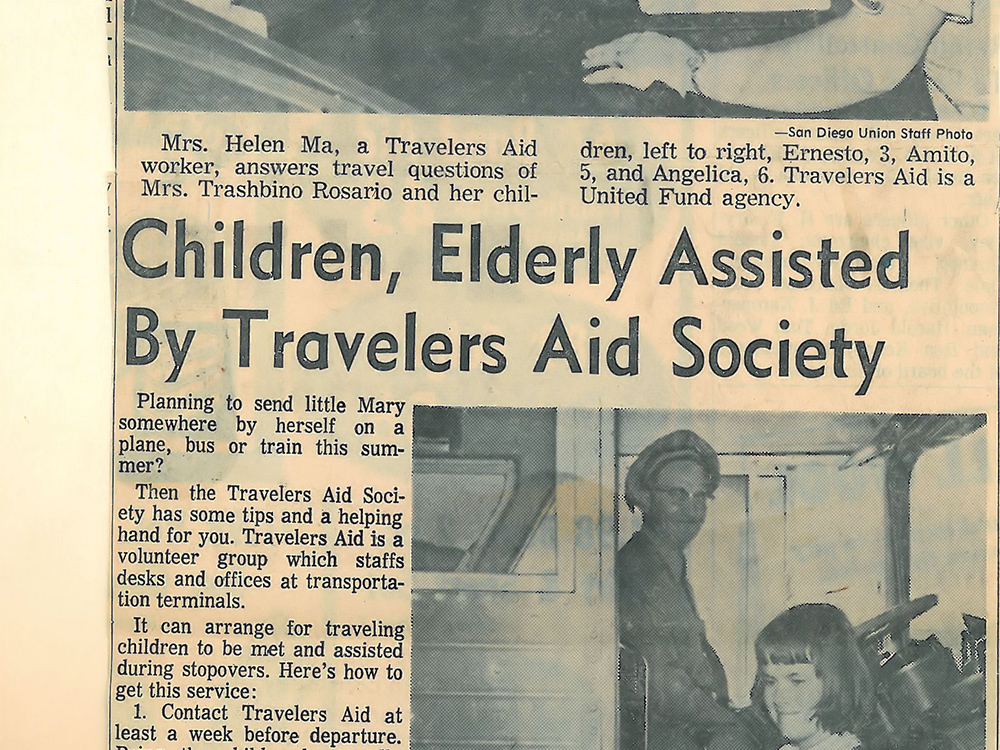 —San Diego Union Staff Photo
Mrs. Helen Ma, a Travelers Aid
worker, answers travel questions of
Mrs. Trashbino Rosario and her chil-
dren, left to right, Ernesto, 3, Amito,
5, and Angelica, 6. Travelers Aid is a
United Fund agency.
Children, Elderly Assisted
By Travelers Aid Society
Planning to send little Mary
somewhere by herself on a
plane, bus or train this sum-
mer?
Then the Travelers Aid Soci-
ety has some tips and a helping
hand for you. Travelers Aid is a
volunteer group which staffs
desks and offices at transporta-
tion terminals.
It can arrange for traveling
children to be met and assisted
during stopovers. Here's how to
get this service:
1. Contact Travelers Aid at
least a week before departure.